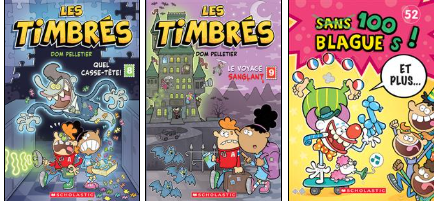 LES
TIMBRÉS
DOM PELLETIER
QUEL
CASSE-TÊTE! 8
SCHOLASTIC
LES
TIMBRÉS
DOM PELLETIER
LE VOYAGE
SANGLANT 9
SCHOLASTIC
52
100
BLAGUES!
SANS
ET
PLUS...
SCHOLASTIC